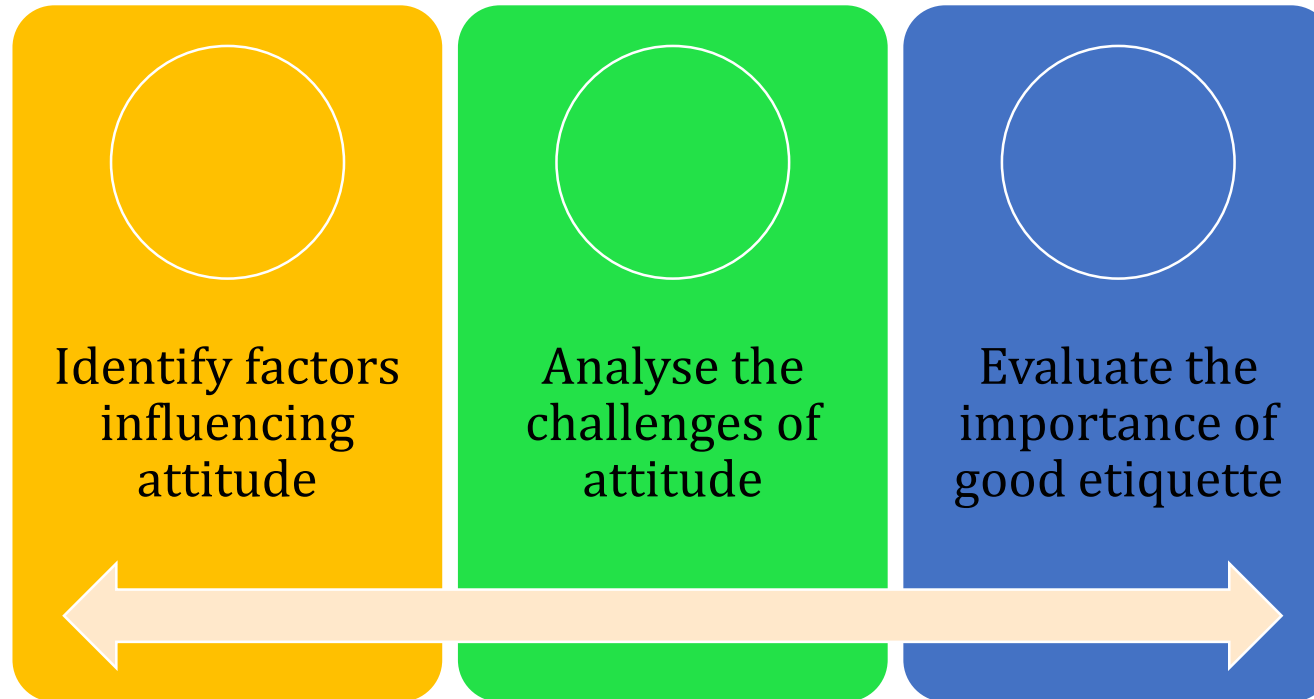 Identify factors
influencing
attitude
Analyse the
challenges of
attitude
Evaluate the
importance of
good etiquette